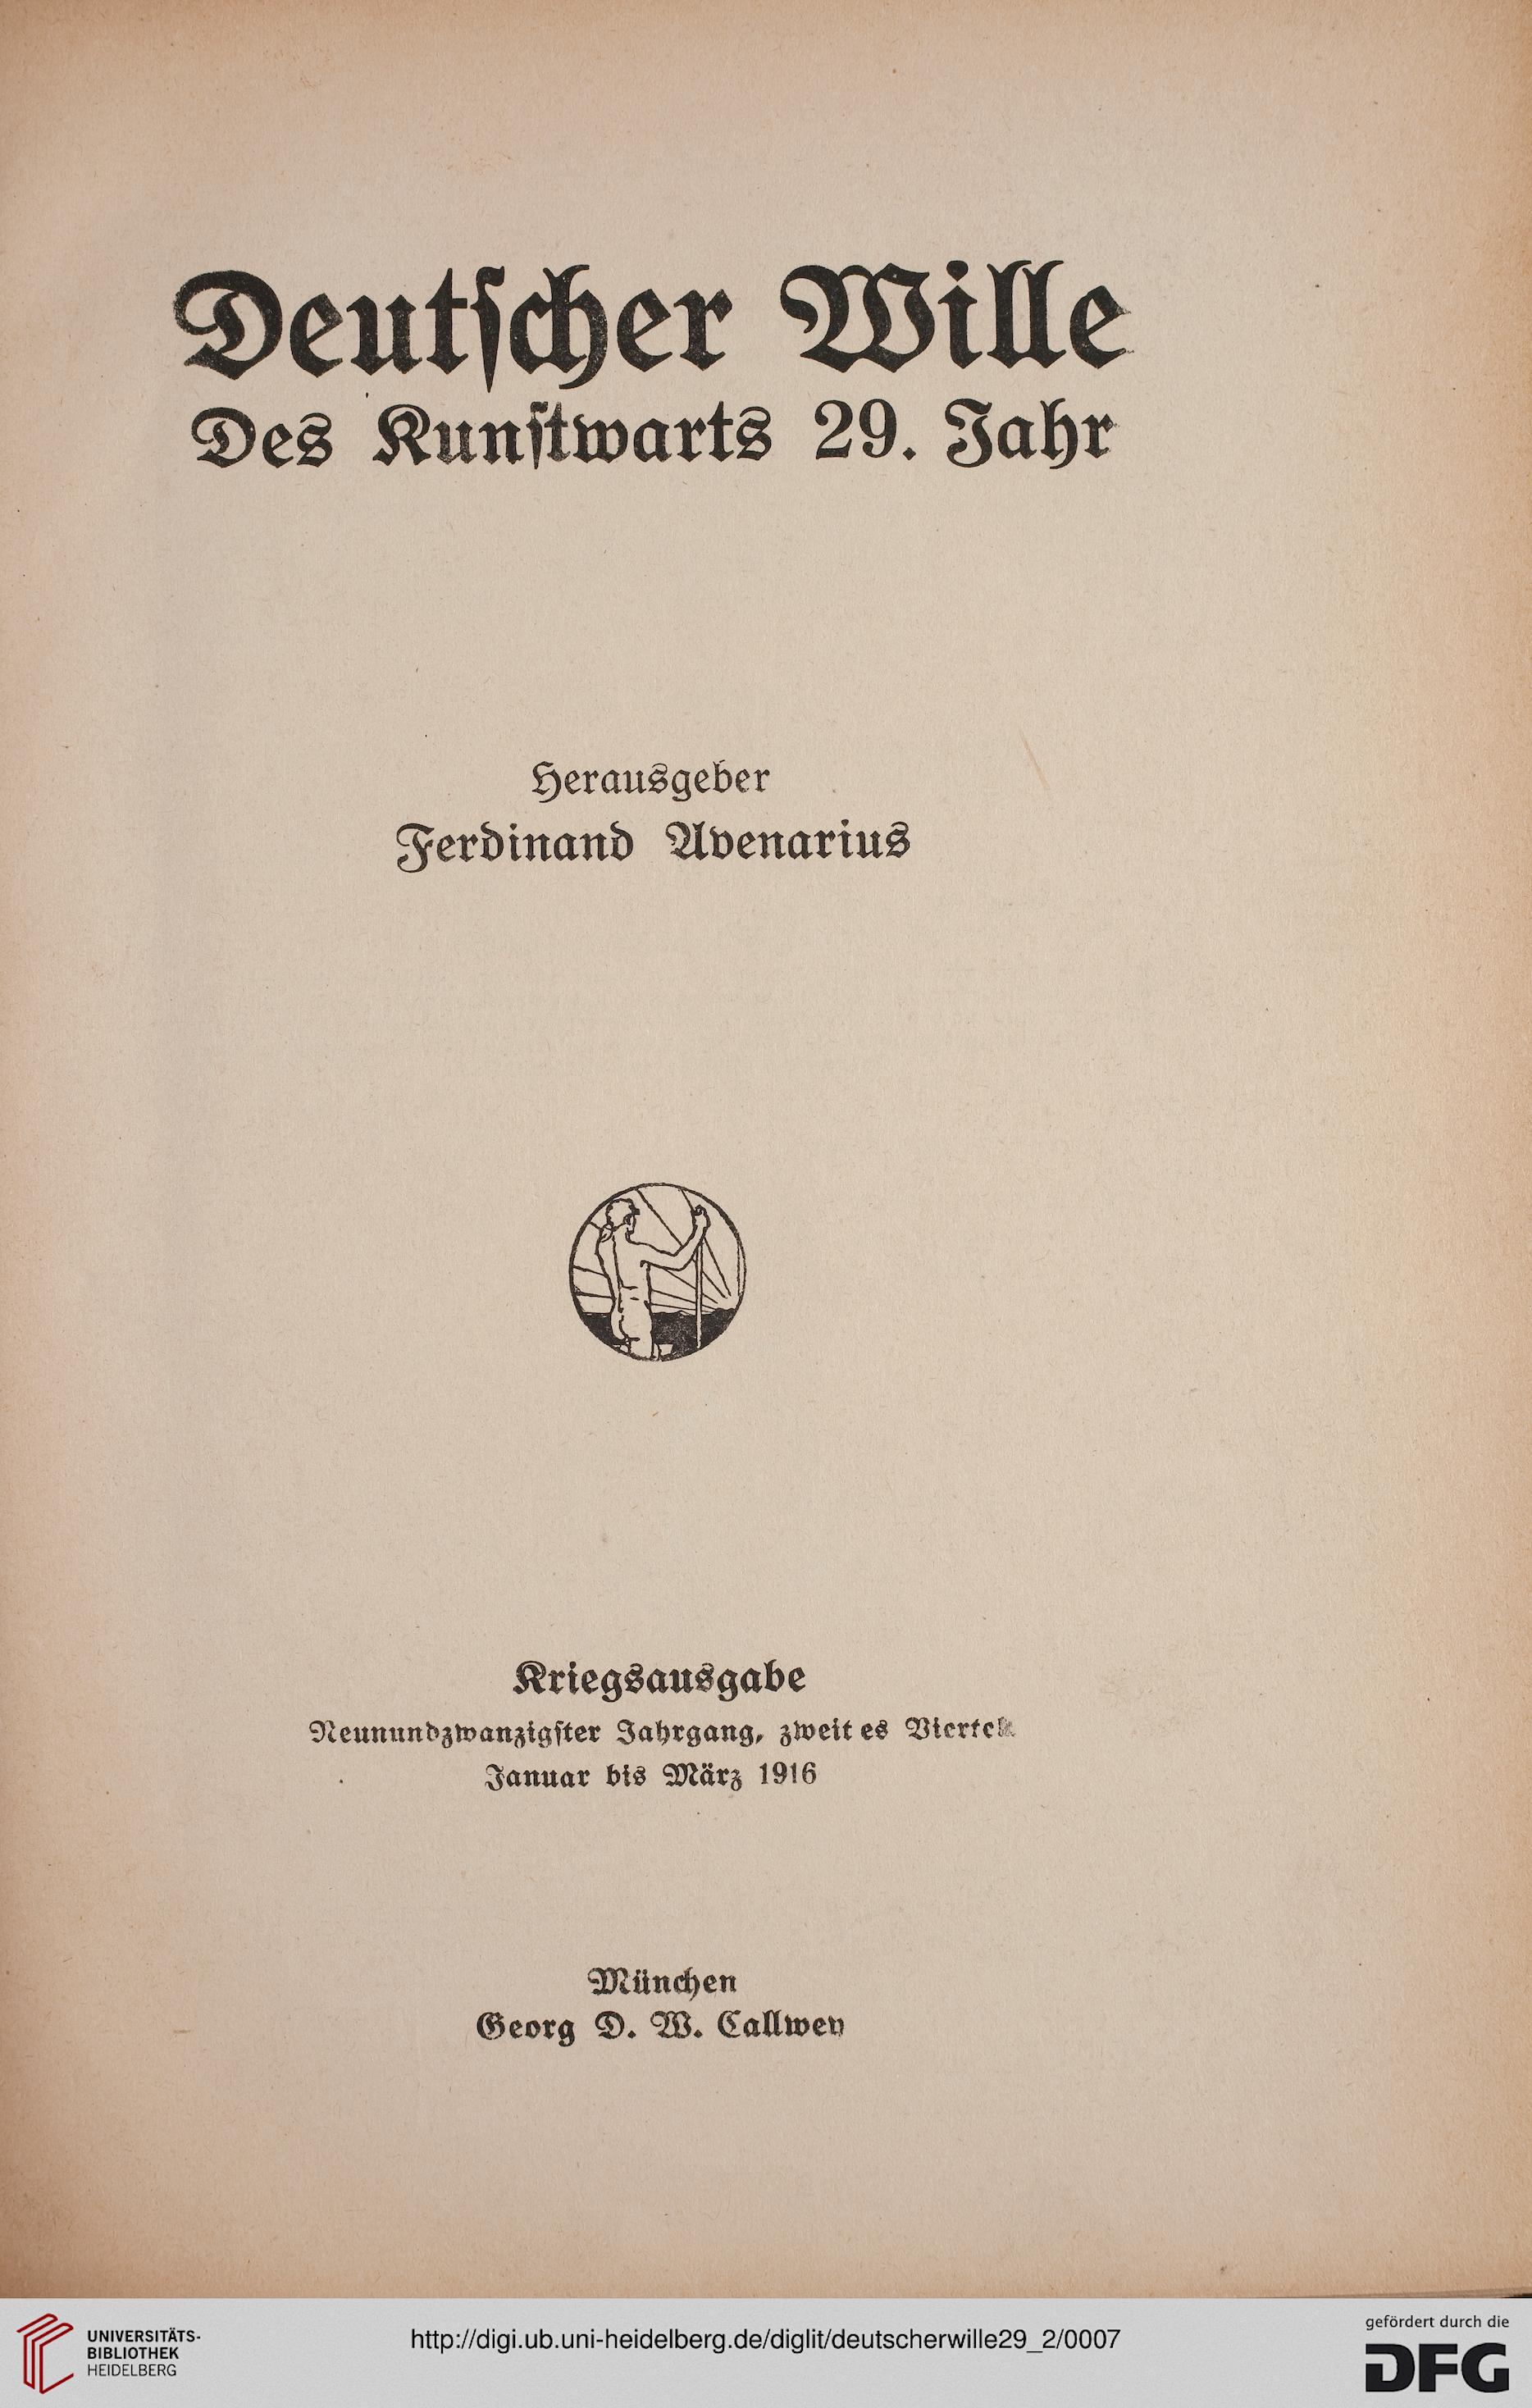 Deutscher Wille
Des Kunstwarts 29. Jahr
Herausgeber
Ferdinand Avenarius
Kriegsausgabe
Neunundzwanzigster Jahrgang, zweites Viertel
Januar bis März 1916
München
Georg D. W. Callwey
UNIVERSITÄTS-
BIBLIOTHEK
HEIDELBERG
http://digi.ub.uni-heidelberg.de/diglit/deutscherwille29_2/0007
gefördert durch die
DFG